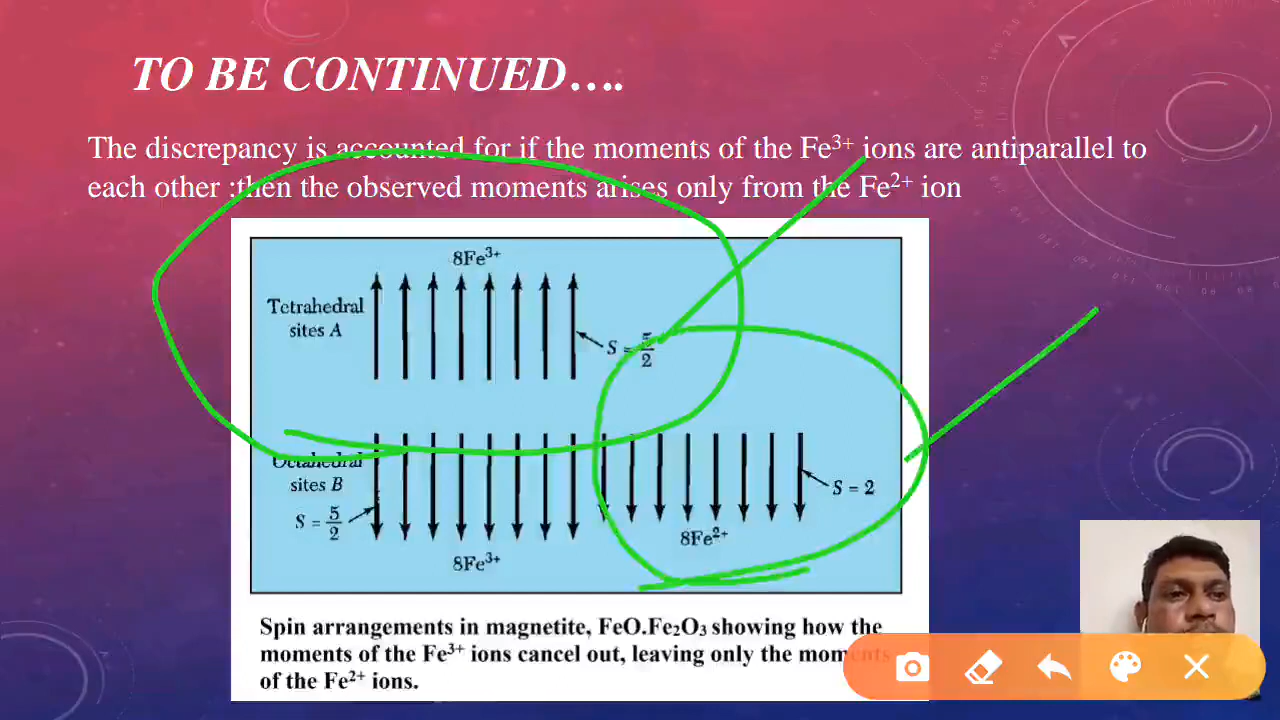 TO BE CONTINUED….
The discrepancy is accounted for if the moments of the Fe³⁺ ions are antiparallel to
each other :then the observed moments arises only from the Fe²⁺ ion
8Fe³⁺
Tetrahedral
sites A
S = 5/2
Octahedral
sites B
S = 5/2
S = 2
8Fe²⁺
8Fe³⁺
Spin arrangements in magnetite, FeO.Fe₂O₃ showing how the
moments of the Fe³⁺ ions cancel out, leaving only the moments
of the Fe²⁺ ions.